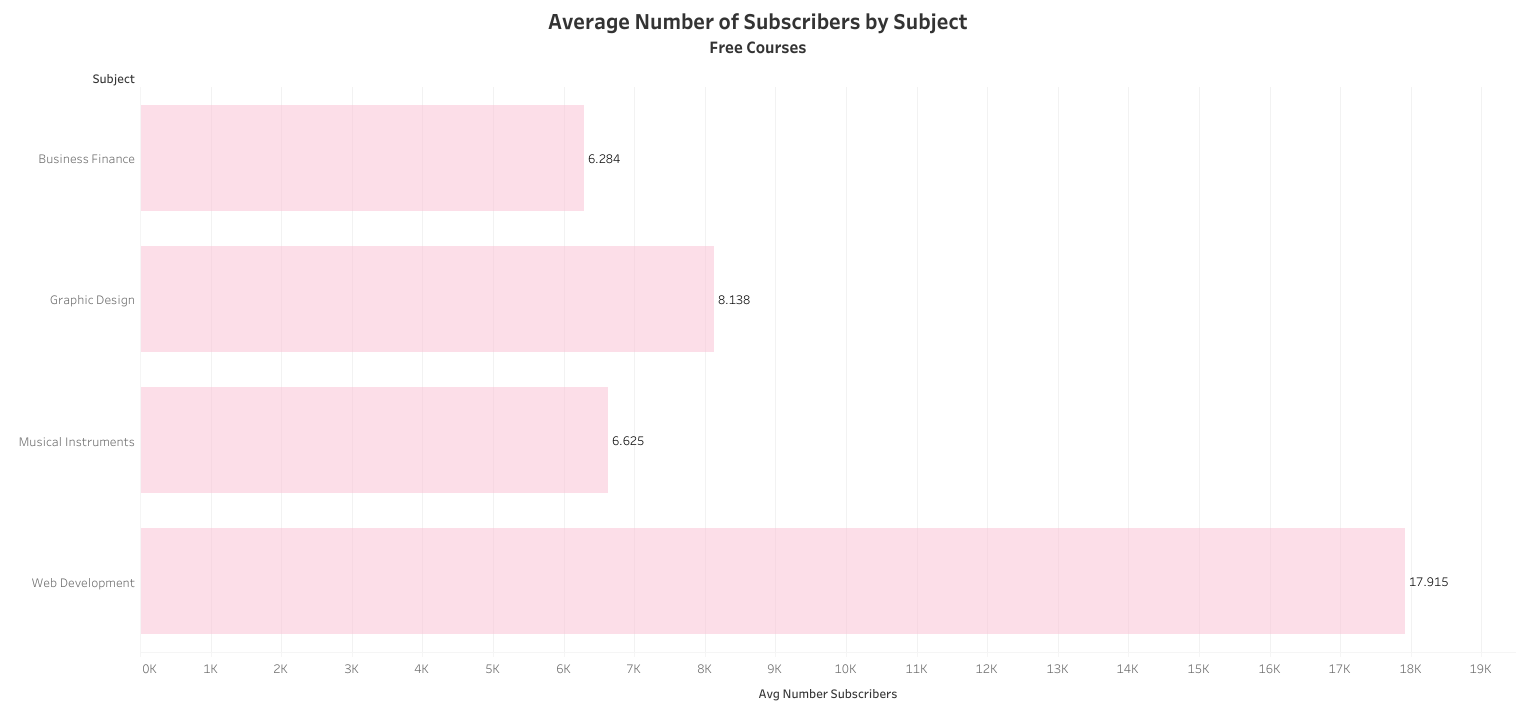 Average Number of Subscribers by Subject
Free Courses
Subject
Business Finance
6.284
Graphic Design
8.138
Musical Instruments
6.625
Web Development
17.915
0K 1K 2K 3K 4K 5K 6K 7K 8K 9K 10K 11K 12K 13K 14K 15K 16K 17K 18K 19K
Avg Number Subscribers